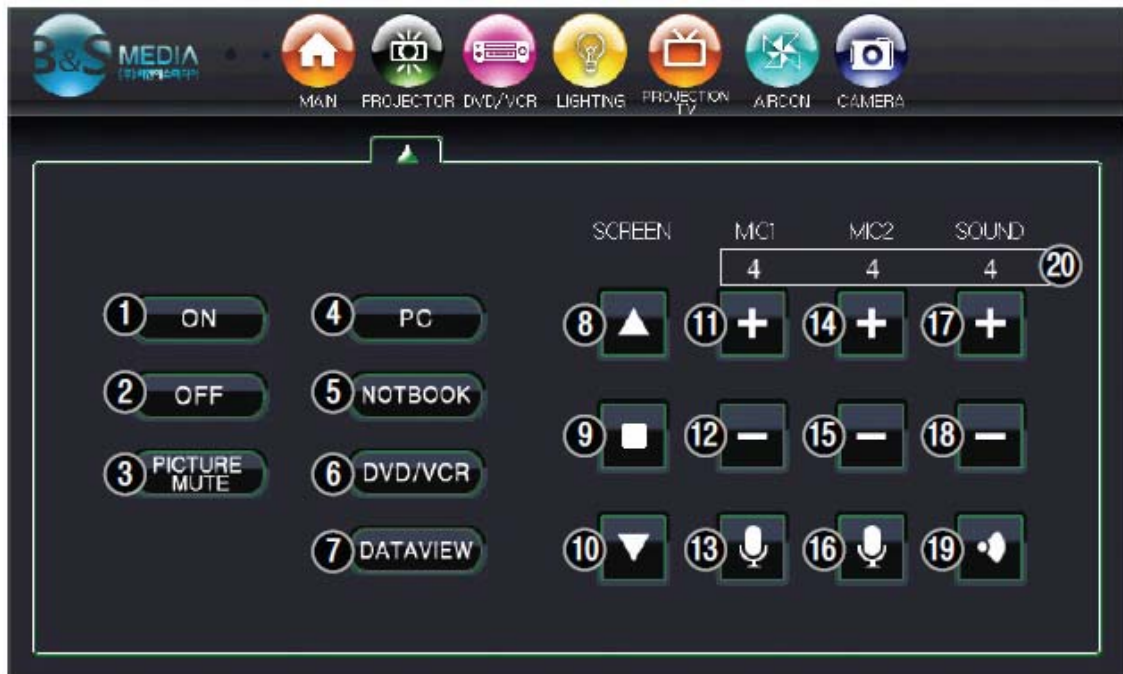 B&S MEDIA
MAIN
PROJECTOR
DVD/VCR
LIGHTING
PROJECTION
TV
AIRCON
CAMERA
SCREEN
MIC1
MIC2
SOUND
4
4
4
20
1 ON
4 PC
8
11
14
17
2 OFF
5 NOTBOOK
9
12
15
18
3 PICTURE
MUTE
6 DVD/VCR
7 DATAVIEW
10
13
16
19